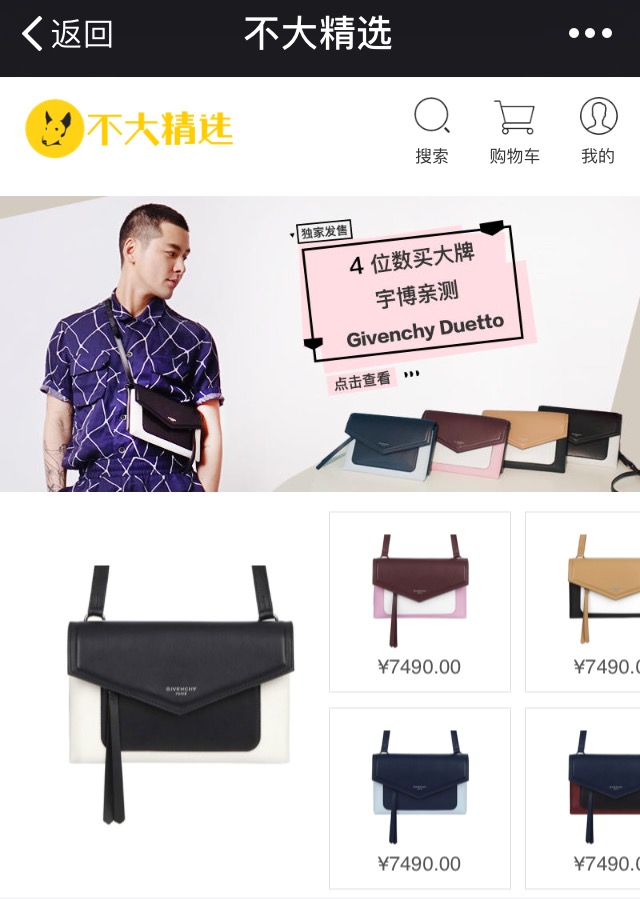 返回
不大精选
不大精选
搜索
购物车
我的
独家发售
4 位数买大牌
宇博亲测
Givenchy Duetto
点击查看
GIVENCHY
PARIS
¥7490.00
¥7490.0
¥7490.00
¥7490.0